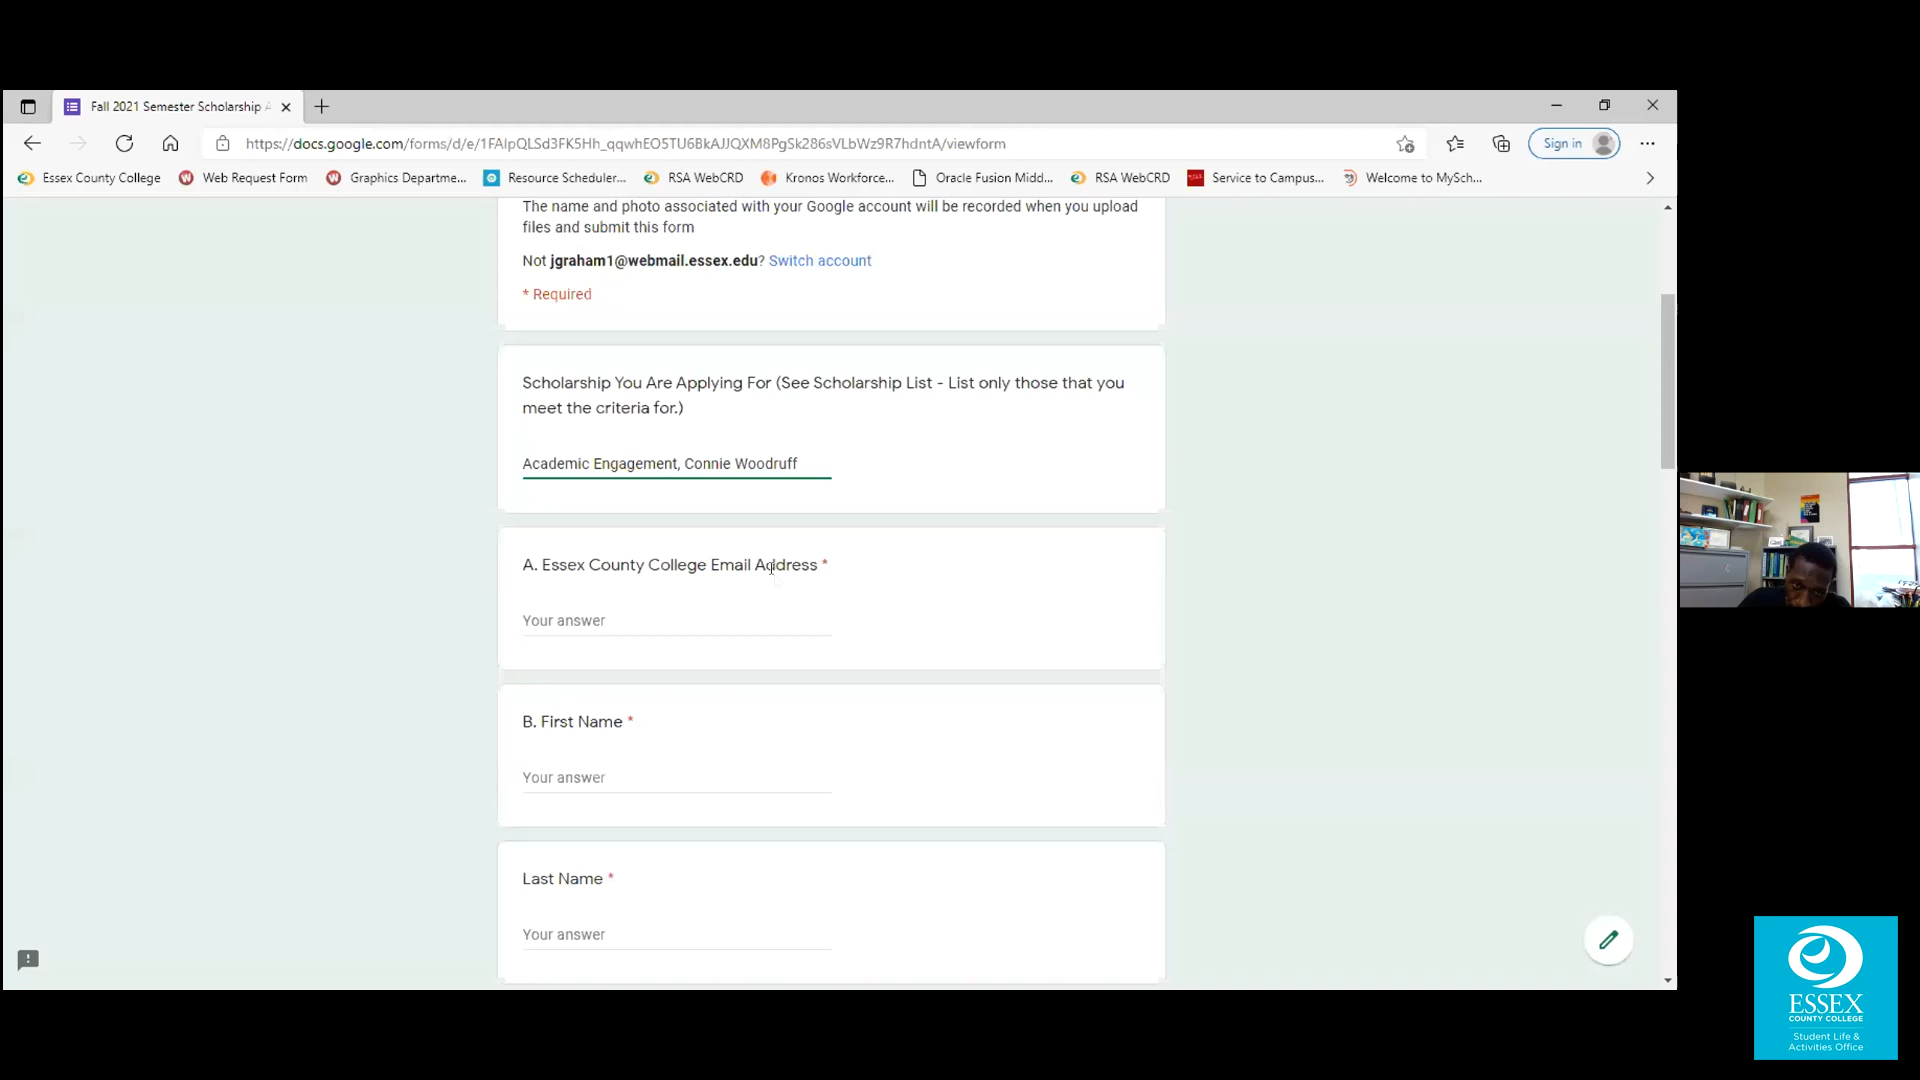 Fall 2021 Semester Scholarship A
https://docs.google.com/forms/d/e/1FAIpQLSd3FK5Hh_qqwhEO5TU6BkAJJQXM8PgSk286sVLbWz9R7hdntA/viewform
Sign in
Essex County College
Web Request Form
Graphics Departme...
Resource Scheduler...
RSA WebCRD
Kronos Workforce...
Oracle Fusion Midd...
RSA WebCRD
Service to Campus...
Welcome to MySch...
The name and photo associated with your Google account will be recorded when you upload
files and submit this form
Not jgraham1@webmail.essex.edu? Switch account
* Required
Scholarship You Are Applying For (See Scholarship List - List only those that you
meet the criteria for.)
Academic Engagement, Connie Woodruff
A. Essex County College Email Address *
Your answer
B. First Name *
Your answer
Last Name *
Your answer
ESSEX
COUNTY COLLEGE
Student Life &
Activities Office